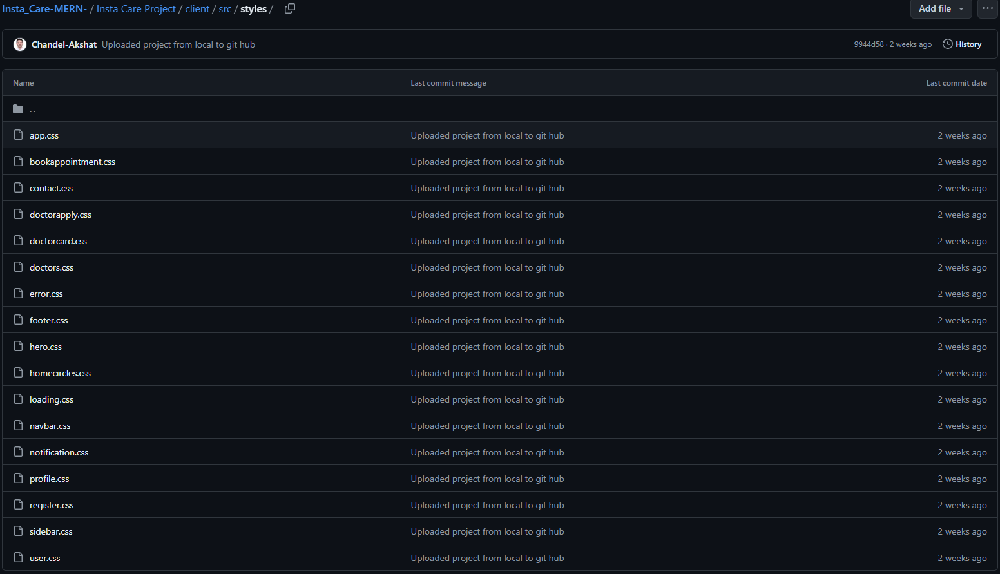 Insta_Care-MERN- / Insta Care Project / client / src / styles /
Add file
Chandel-Akshat Uploaded project from local to git hub 9944d58 · 2 weeks ago History
Name Last commit message Last commit date
..
app.css Uploaded project from local to git hub 2 weeks ago
bookappointment.css Uploaded project from local to git hub 2 weeks ago
contact.css Uploaded project from local to git hub 2 weeks ago
doctorapply.css Uploaded project from local to git hub 2 weeks ago
doctorcard.css Uploaded project from local to git hub 2 weeks ago
doctors.css Uploaded project from local to git hub 2 weeks ago
error.css Uploaded project from local to git hub 2 weeks ago
footer.css Uploaded project from local to git hub 2 weeks ago
hero.css Uploaded project from local to git hub 2 weeks ago
homecircles.css Uploaded project from local to git hub 2 weeks ago
loading.css Uploaded project from local to git hub 2 weeks ago
navbar.css Uploaded project from local to git hub 2 weeks ago
notification.css Uploaded project from local to git hub 2 weeks ago
profile.css Uploaded project from local to git hub 2 weeks ago
register.css Uploaded project from local to git hub 2 weeks ago
sidebar.css Uploaded project from local to git hub 2 weeks ago
user.css Uploaded project from local to git hub 2 weeks ago